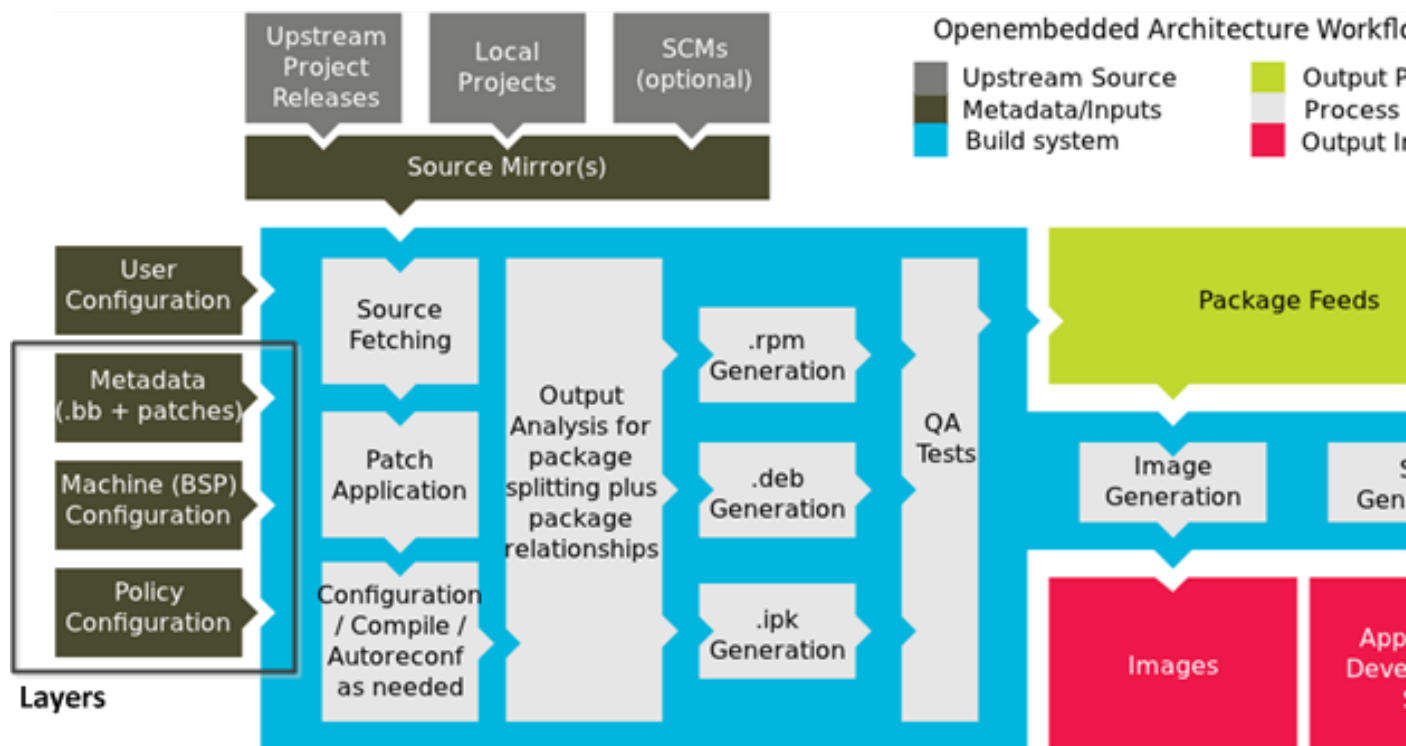 Upstream
Project
Releases
Local
Projects
SCMs
(optional)
Openembedded Architecture
Upstream Source
Metadata/Inputs
Build system
Output
Process
Output
Source Mirror(s)
User
Configuration
Metadata
(.bb + patches)
Machine (BSP)
Configuration
Policy
Configuration
Layers
Source
Fetching
Patch
Application
Configuration
/ Compile /
Autoreconf
as needed
Output
Analysis for
package
splitting plus
package
relationships
.rpm
Generation
.deb
Generation
.ipk
Generation
QA
Tests
Package Feeds
Image
Generation
Images